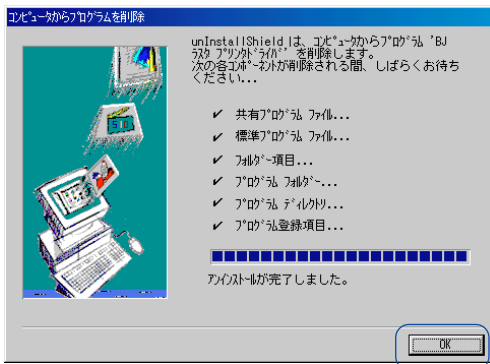 コンピュータからプログラムを削除
unInstallShield は、コンピュータからプログラム 'BJ
ラスタ プリンタドライバ' を削除します。
次の各コンポーネントが削除される間、しばらくお待ち
ください...
✔ 共有プログラム ファイル...
✔ 標準プログラム ファイル...
✔ フォルダー項目...
✔ プログラム フォルダー...
✔ プログラム ディレクトリ...
✔ プログラム登録項目...
アンインストールが完了しました。
OK